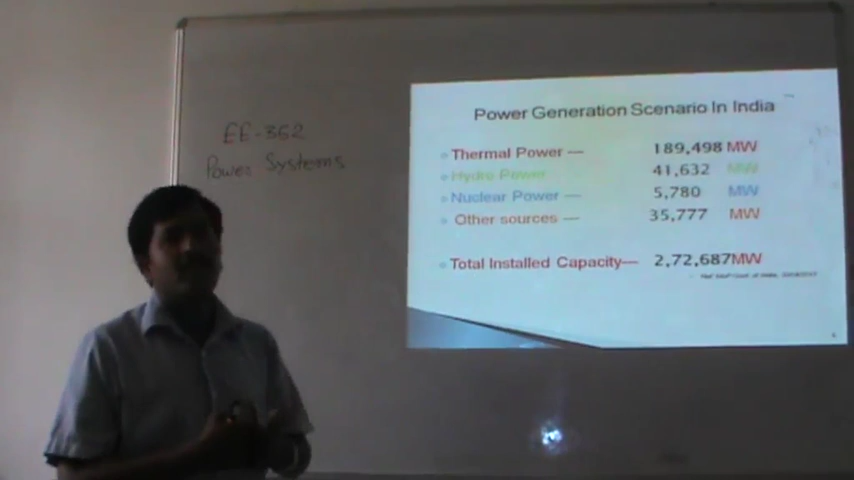 EE-352
Power Systems
Power Generation Scenario In India
Thermal Power — 189,498 MW
Hydro Power 41,632 MW
Nuclear Power — 5,780 MW
Other sources — 35,777 MW
Total Installed Capacity— 2,72,687MW